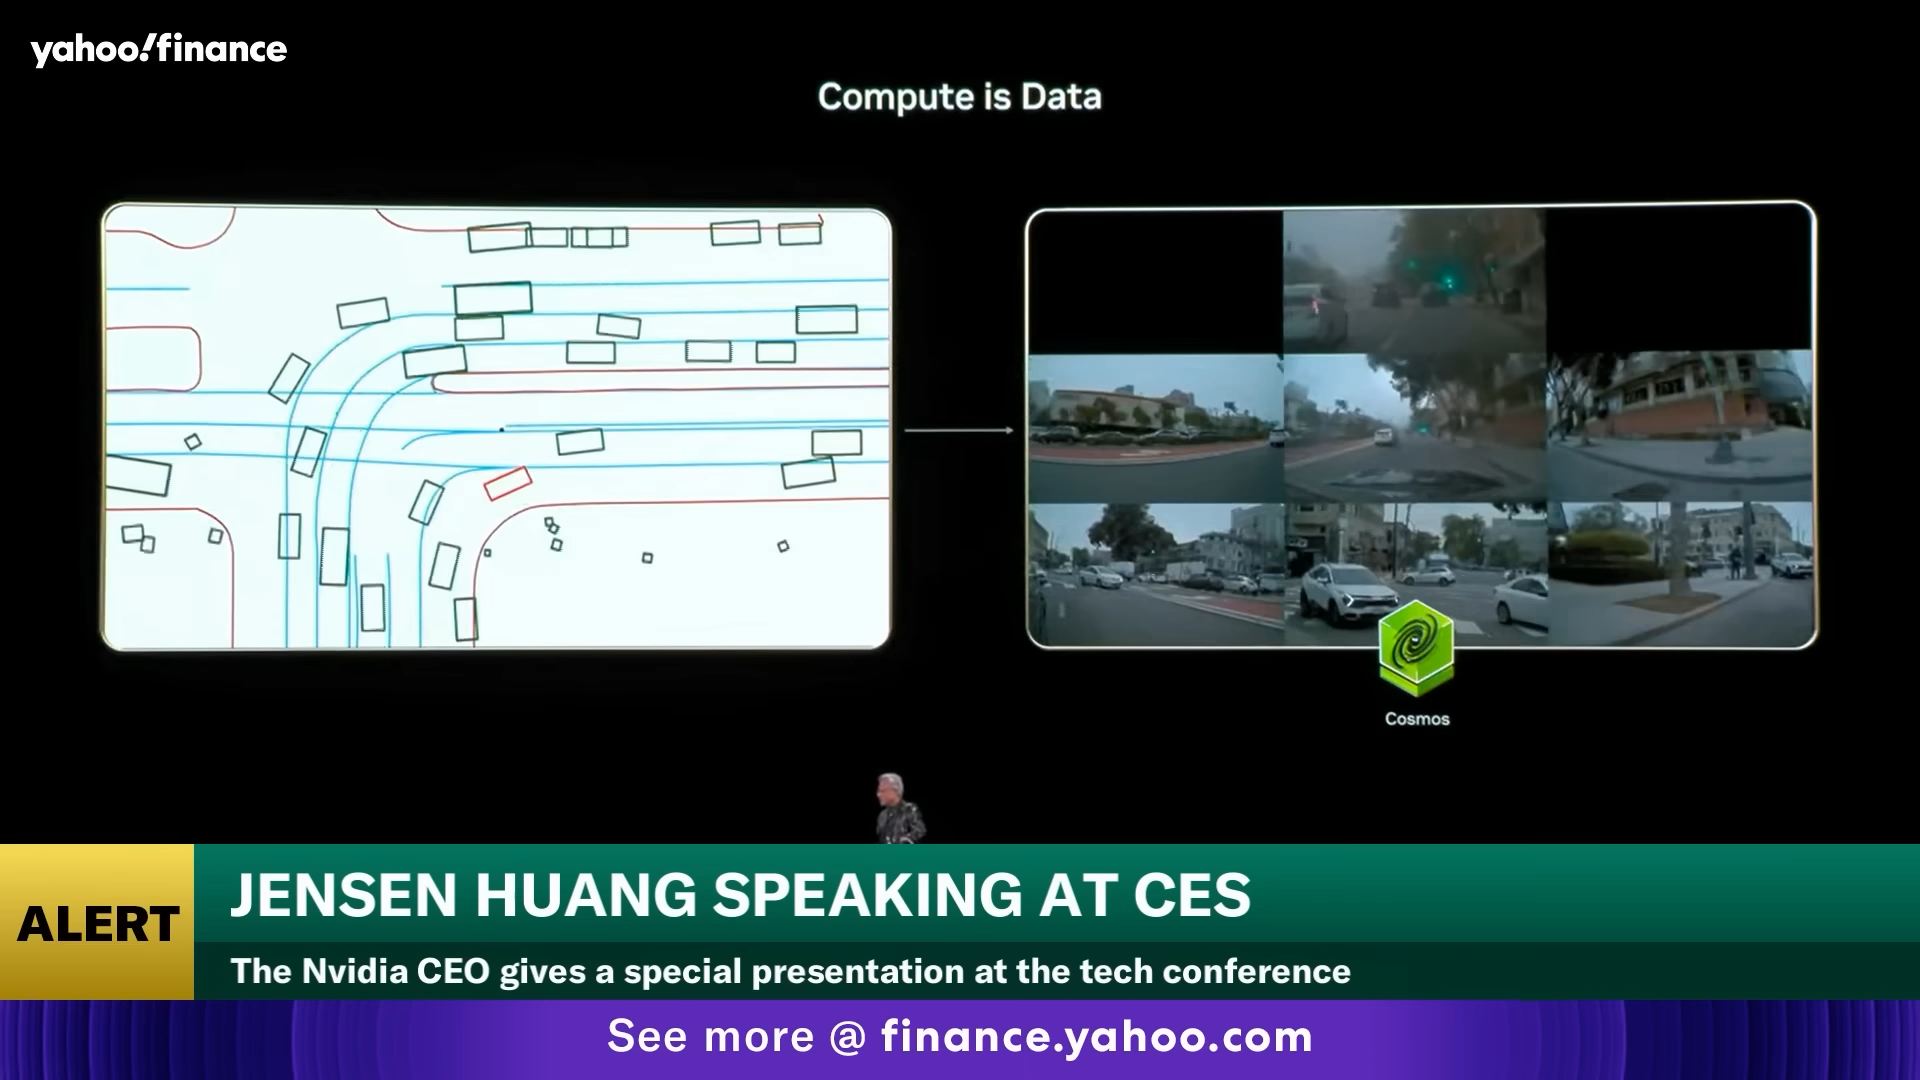 yahoo!finance
Compute is Data
Cosmos
ALERT
JENSEN HUANG SPEAKING AT CES
The Nvidia CEO gives a special presentation at the tech conference
See more @ finance.yahoo.com